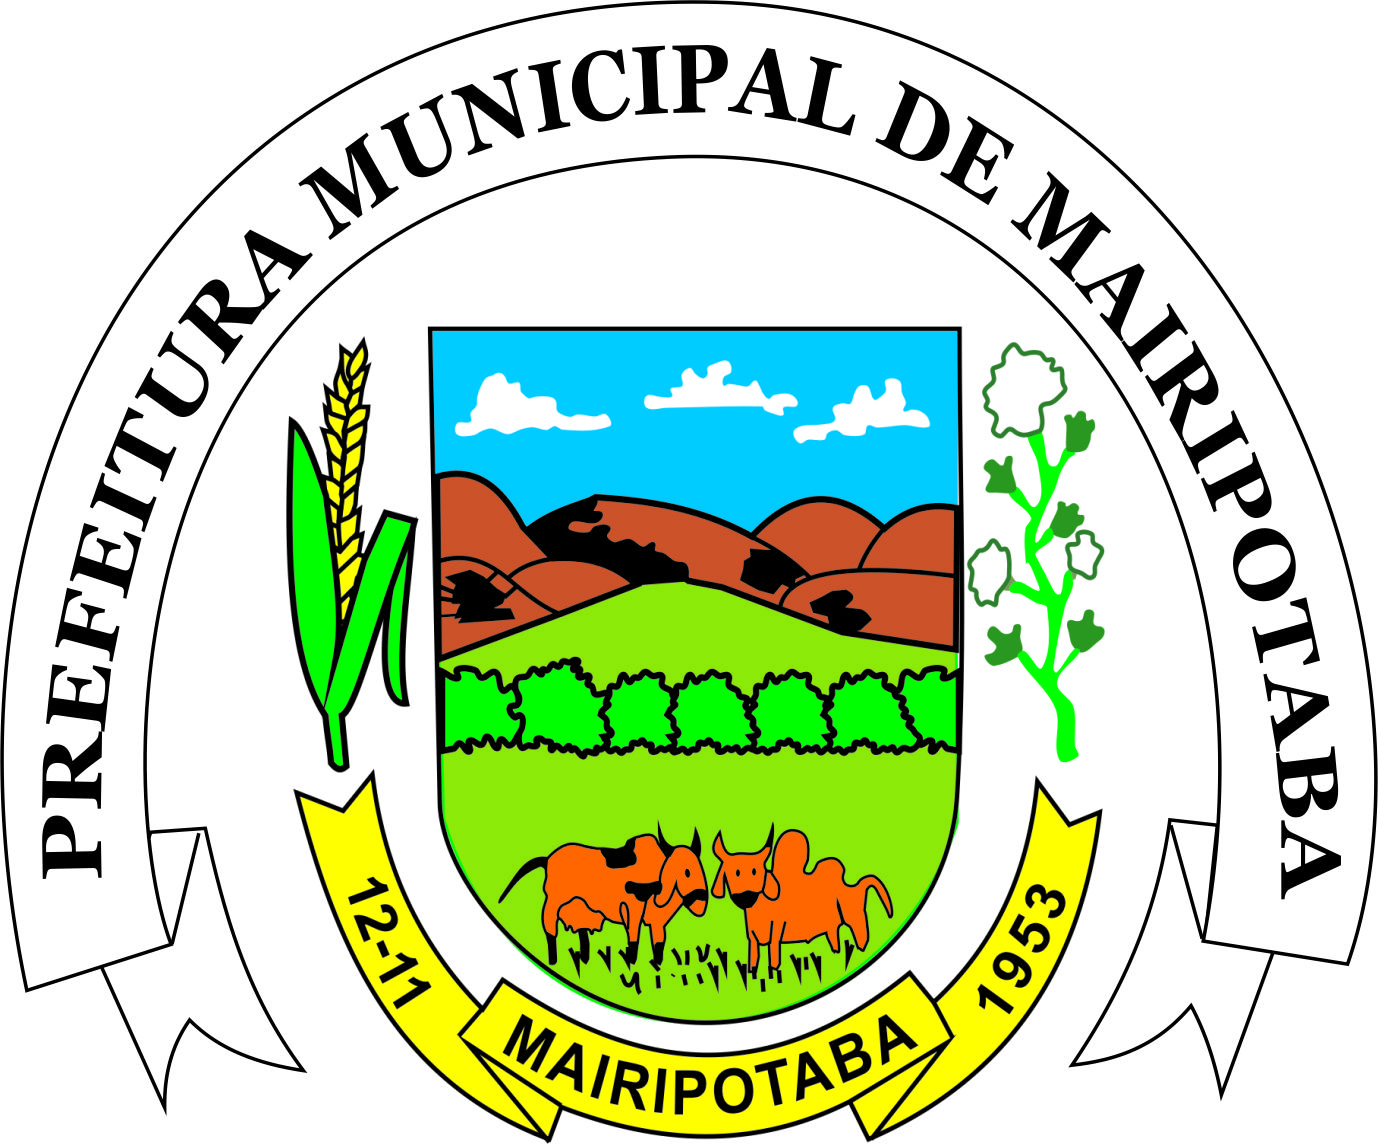 PREFEITURA MUNICIPAL DE MAIRIPOTABA
12-11
MAIRIPOTABA
1953